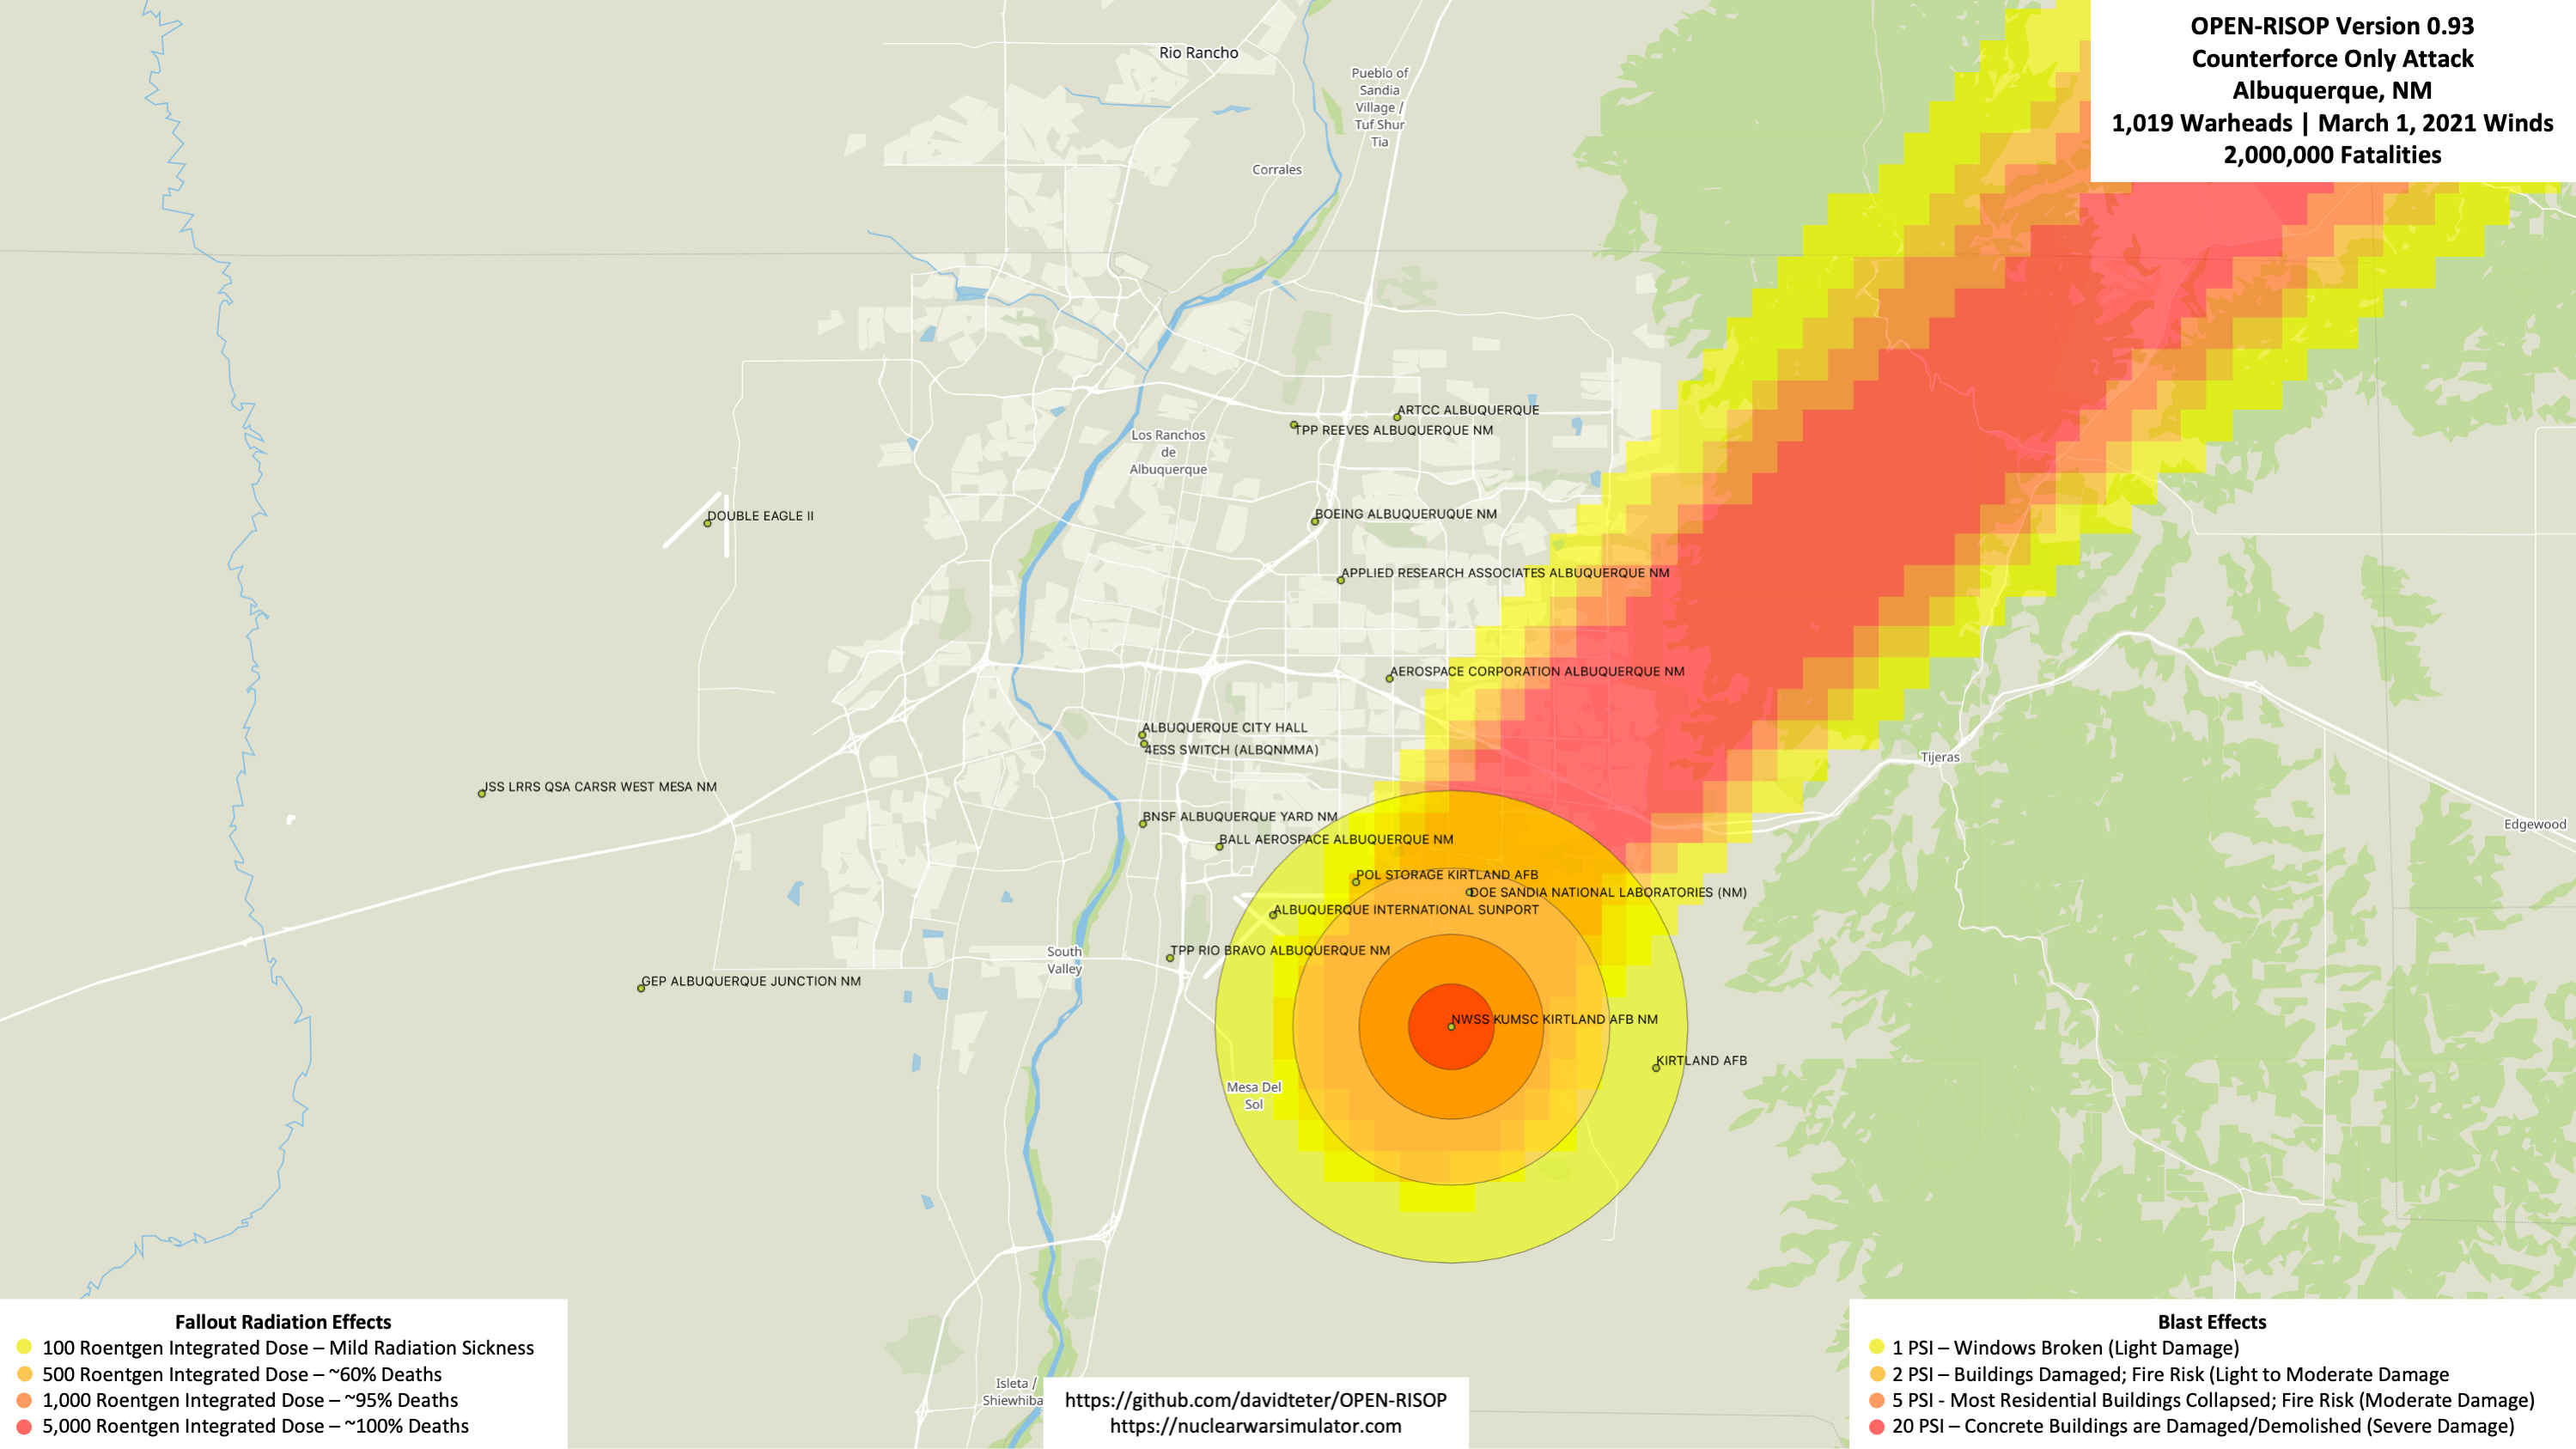 OPEN-RISOP Version 0.93
Counterforce Only Attack
Albuquerque, NM
1,019 Warheads | March 1, 2021 Winds
2,000,000 Fatalities
Rio Rancho
Pueblo of
Sandia
Village /
Tuf Shur
Tia
Corrales
ARTCC ALBUQUERQUE
TPP REEVES ALBUQUERQUE NM
Los Ranchos
de
Albuquerque
DOUBLE EAGLE II
BOEING ALBUQUERUQUE NM
APPLIED RESEARCH ASSOCIATES ALBUQUERQUE NM
AEROSPACE CORPORATION ALBUQUERQUE NM
ALBUQUERQUE CITY HALL
4ESS SWITCH (ALBQNMMA)
Tijeras
JSS LRRS QSA CARSR WEST MESA NM
BNSF ALBUQUERQUE YARD NM
Edgewood
BALL AEROSPACE ALBUQUERQUE NM
POL STORAGE KIRTLAND AFB
DOE SANDIA NATIONAL LABORATORIES (NM)
ALBUQUERQUE INTERNATIONAL SUNPORT
TPP RIO BRAVO ALBUQUERQUE NM
South
Valley
GEP ALBUQUERQUE JUNCTION NM
NWSS KUMSC KIRTLAND AFB NM
KIRTLAND AFB
Mesa Del
Sol
Isleta /
Shiewhiba
Fallout Radiation Effects
100 Roentgen Integrated Dose – Mild Radiation Sickness
500 Roentgen Integrated Dose – ~60% Deaths
1,000 Roentgen Integrated Dose – ~95% Deaths
5,000 Roentgen Integrated Dose – ~100% Deaths
https://github.com/davidteter/OPEN-RISOP
https://nuclearwarsimulator.com
Blast Effects
1 PSI – Windows Broken (Light Damage)
2 PSI – Buildings Damaged; Fire Risk (Light to Moderate Damage
5 PSI - Most Residential Buildings Collapsed; Fire Risk (Moderate Damage)
20 PSI – Concrete Buildings are Damaged/Demolished (Severe Damage)